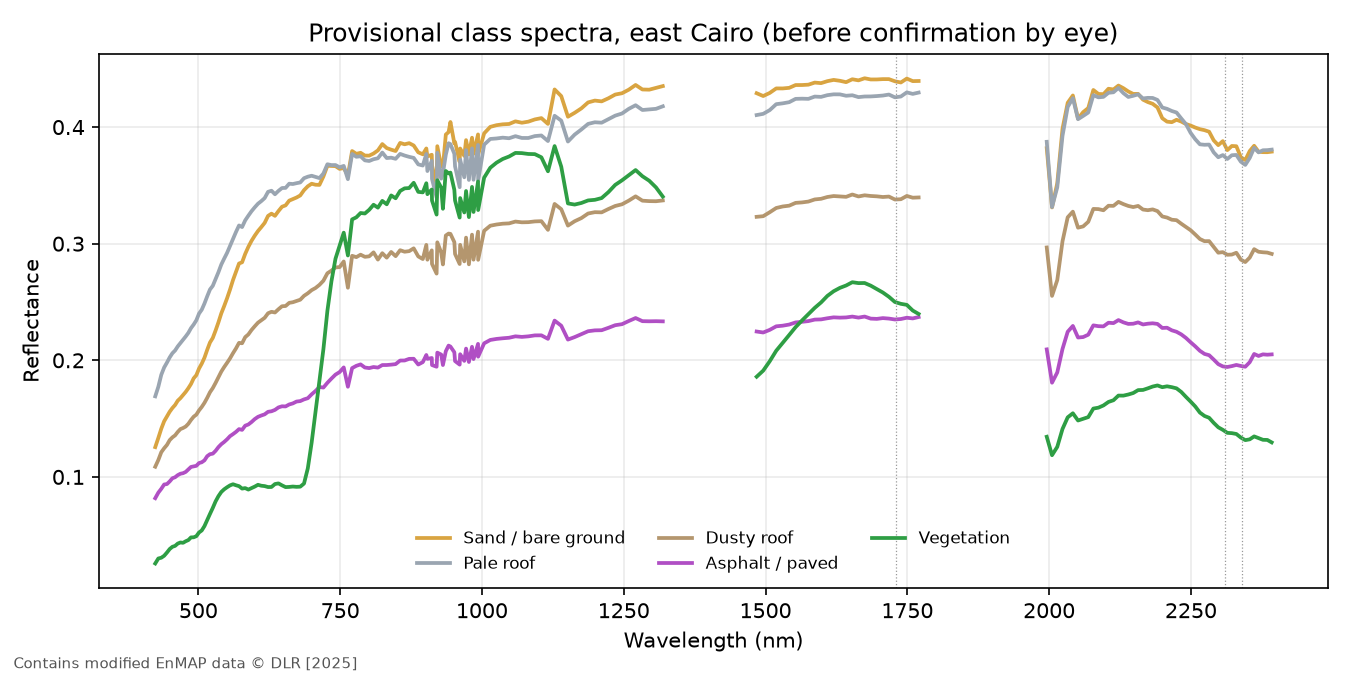 Provisional class spectra, east Cairo (before confirmation by eye)
Reflectance
0.4
0.3
0.2
0.1
Sand / bare ground
Pale roof
Dusty roof
Asphalt / paved
Vegetation
500 750 1000 1250 1500 1750 2000 2250
Wavelength (nm)
Contains modified EnMAP data © DLR [2025]